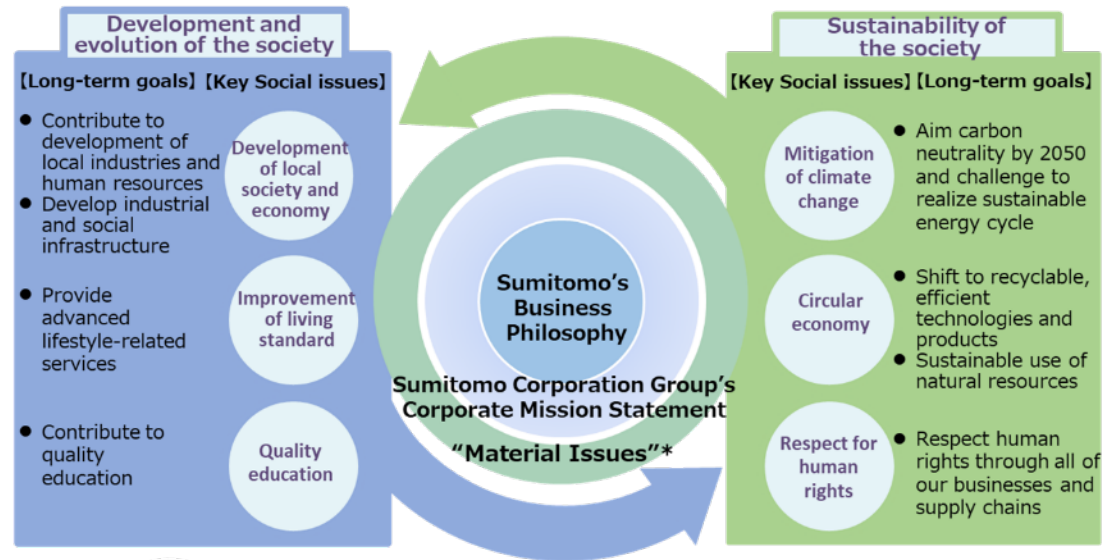 Development and
evolution of the society
【Long-term goals】【Key Social issues】
● Contribute to
development of
local industries and
human resources
● Develop industrial
and social
infrastructure
Development
of local
society and
economy
● Provide
advanced
lifestyle-related
services
Improvement
of living
standard
● Contribute to
quality
education
Quality
education
Sumitomo’s
Business
Philosophy
Sumitomo Corporation Group’s
Corporate Mission Statement
“Material Issues”*
Sustainability of
the society
【Key Social issues】【Long-term goals】
Mitigation
of climate
change
● Aim carbon
neutrality by 2050
and challenge to
realize sustainable
energy cycle
Circular
economy
● Shift to recyclable,
efficient
technologies and
products
● Sustainable use of
natural resources
Respect for
human
rights
● Respect human
rights through all of
our businesses and
supply chains